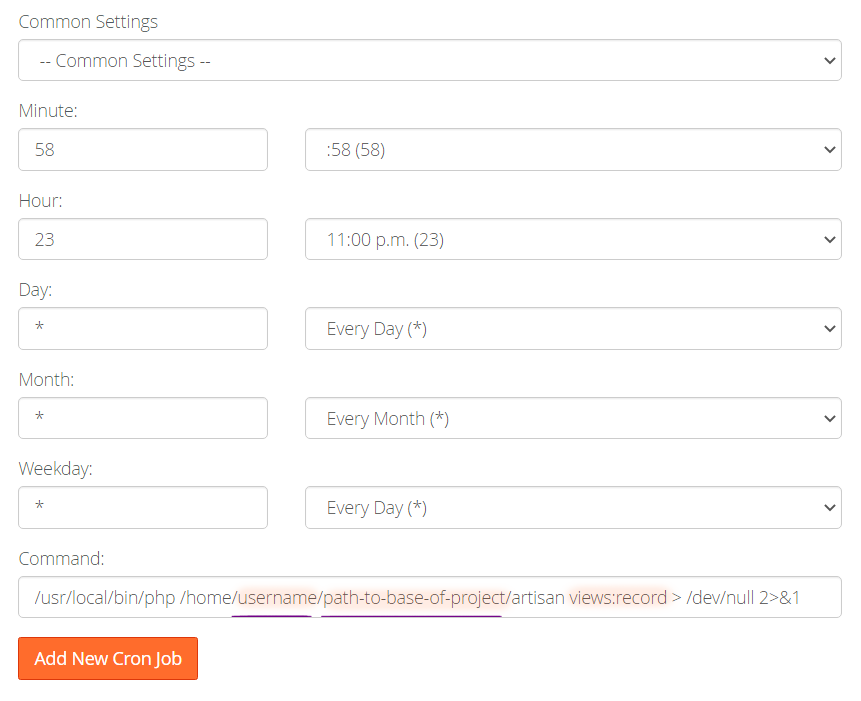 Common Settings
-- Common Settings --
Minute:
58 :58 (58)
Hour:
23 11:00 p.m. (23)
Day:
* Every Day (*)
Month:
* Every Month (*)
Weekday:
* Every Day (*)
Command:
/usr/local/bin/php /home/username/path-to-base-of-project/artisan views:record > /dev/null 2>&1
Add New Cron Job